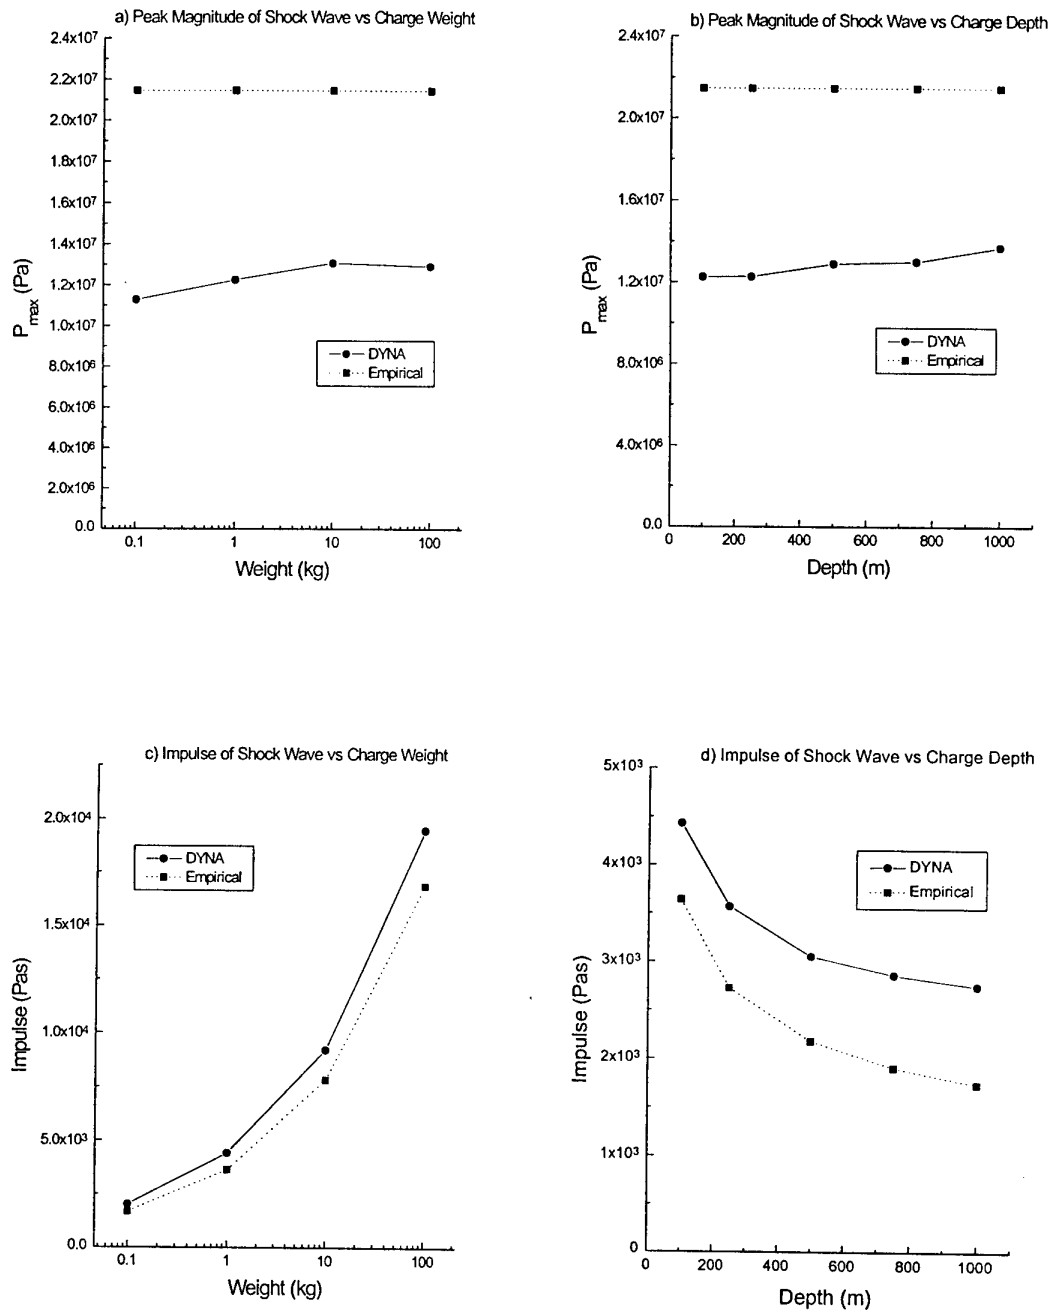 a) Peak Magnitude of Shock Wave vs Charge Weight
2.4x10⁷
2.2x10⁷
2.0x10⁷
1.8x10⁷
1.6x10⁷
1.4x10⁷
1.2x10⁷
1.0x10⁷
8.0x10⁶
6.0x10⁶
4.0x10⁶
2.0x10⁶
0.0
P_max (Pa)
DYNA
Empirical
0.1 1 10 100
Weight (kg)
b) Peak Magnitude of Shock Wave vs Charge Depth
2.4x10⁷
2.0x10⁷
1.6x10⁷
1.2x10⁷
8.0x10⁶
4.0x10⁶
0.0
P_max (Pa)
DYNA
Empirical
0 200 400 600 800 1000
Depth (m)
c) Impulse of Shock Wave vs Charge Weight
2.0x10⁴
1.5x10⁴
1.0x10⁴
5.0x10³
0.0
Impulse (Pas)
DYNA
Empirical
0.1 1 10 100
Weight (kg)
d) Impulse of Shock Wave vs Charge Depth
5x10³
4x10³
3x10³
2x10³
1x10³
0
Impulse (Pas)
DYNA
Empirical
0 200 400 600 800 1000
Depth (m)